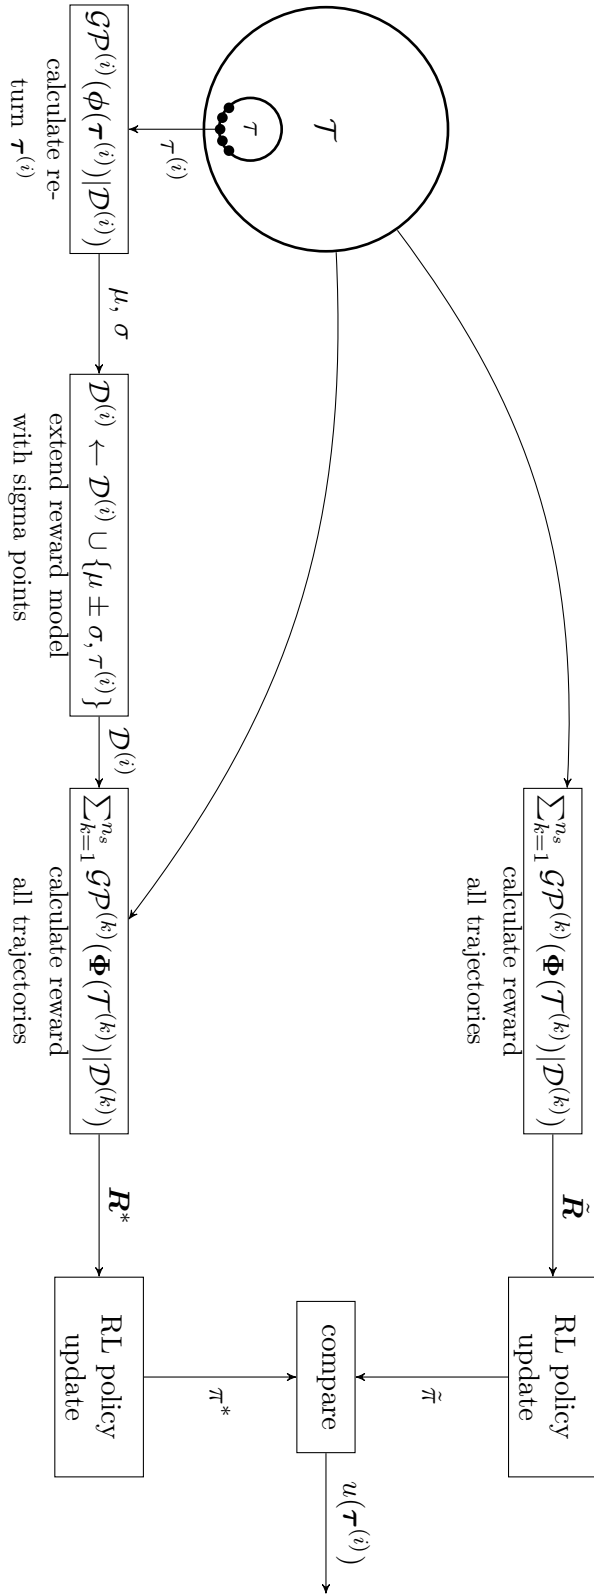 𝒯
τ
τ^(i)
𝒢𝒫^(i)(ϕ(τ^(i))|𝒟^(i))
calculate re-
turn τ^(i)
μ, σ
𝒟^(i) ← 𝒟^(i) ∪ {μ ± σ, τ^(i)}
extend reward model
with sigma points
𝒟^(i)
∑_{k=1}^{n_s} 𝒢𝒫^(k)(Φ(𝒯^(k))|𝒟^(k))
calculate reward
all trajectories
R*
RL policy
update
π*
∑_{k=1}^{n_s} 𝒢𝒫^(k)(Φ(𝒯^(k))|𝒟^(k))
calculate reward
all trajectories
R̃
RL policy
update
π̃
compare
u(τ^(i))